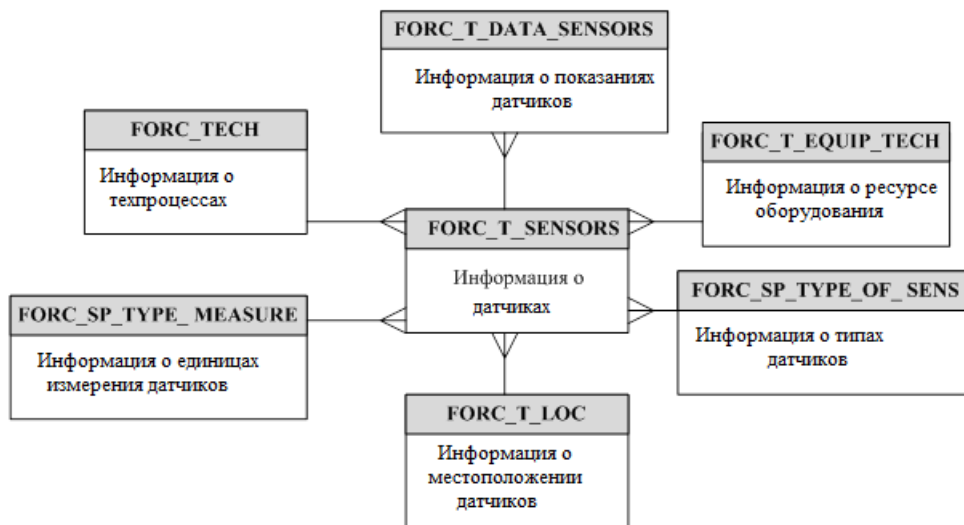 FORC_T_DATA_SENSORS
Информация о показаниях
датчиков
FORC_TECH
Информация о
техпроцессах
FORC_T_EQUIP_TECH
Информация о ресурсе
оборудования
FORC_T_SENSORS
Информация о
датчиках
FORC_SP_TYPE_ MEASURE
Информация о единицах
измерения датчиков
FORC_SP_TYPE_OF_ SENS
Информация о типах
датчиков
FORC_T_LOC
Информация о
местоположении
датчиков